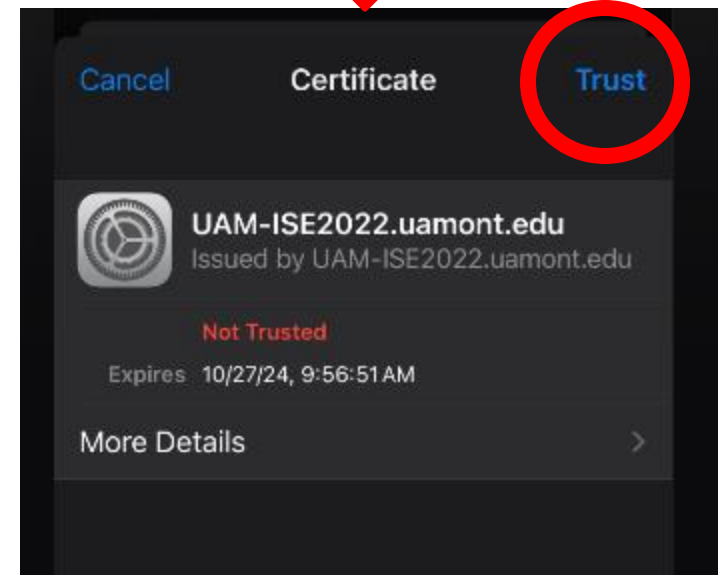 Cancel Certificate Trust
UAM-ISE2022.uamont.edu
Issued by UAM-ISE2022.uamont.edu
Not Trusted
Expires 10/27/24, 9:56:51 AM
More Details